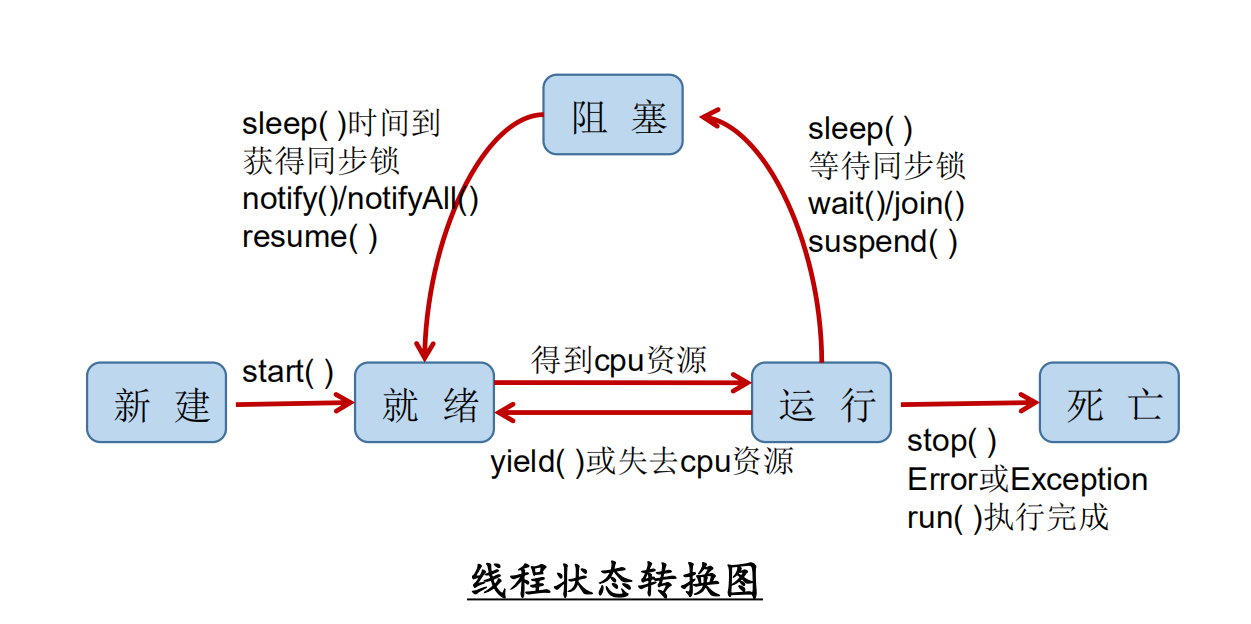 阻 塞
sleep( )时间到
获得同步锁
notify()/notifyAll()
resume( )
sleep( )
等待同步锁
wait()/join()
suspend( )
新 建
start( )
就 绪
得到cpu资源
yield( )或失去cpu资源
运 行
死 亡
stop( )
Error或Exception
run( )执行完成
线程状态转换图